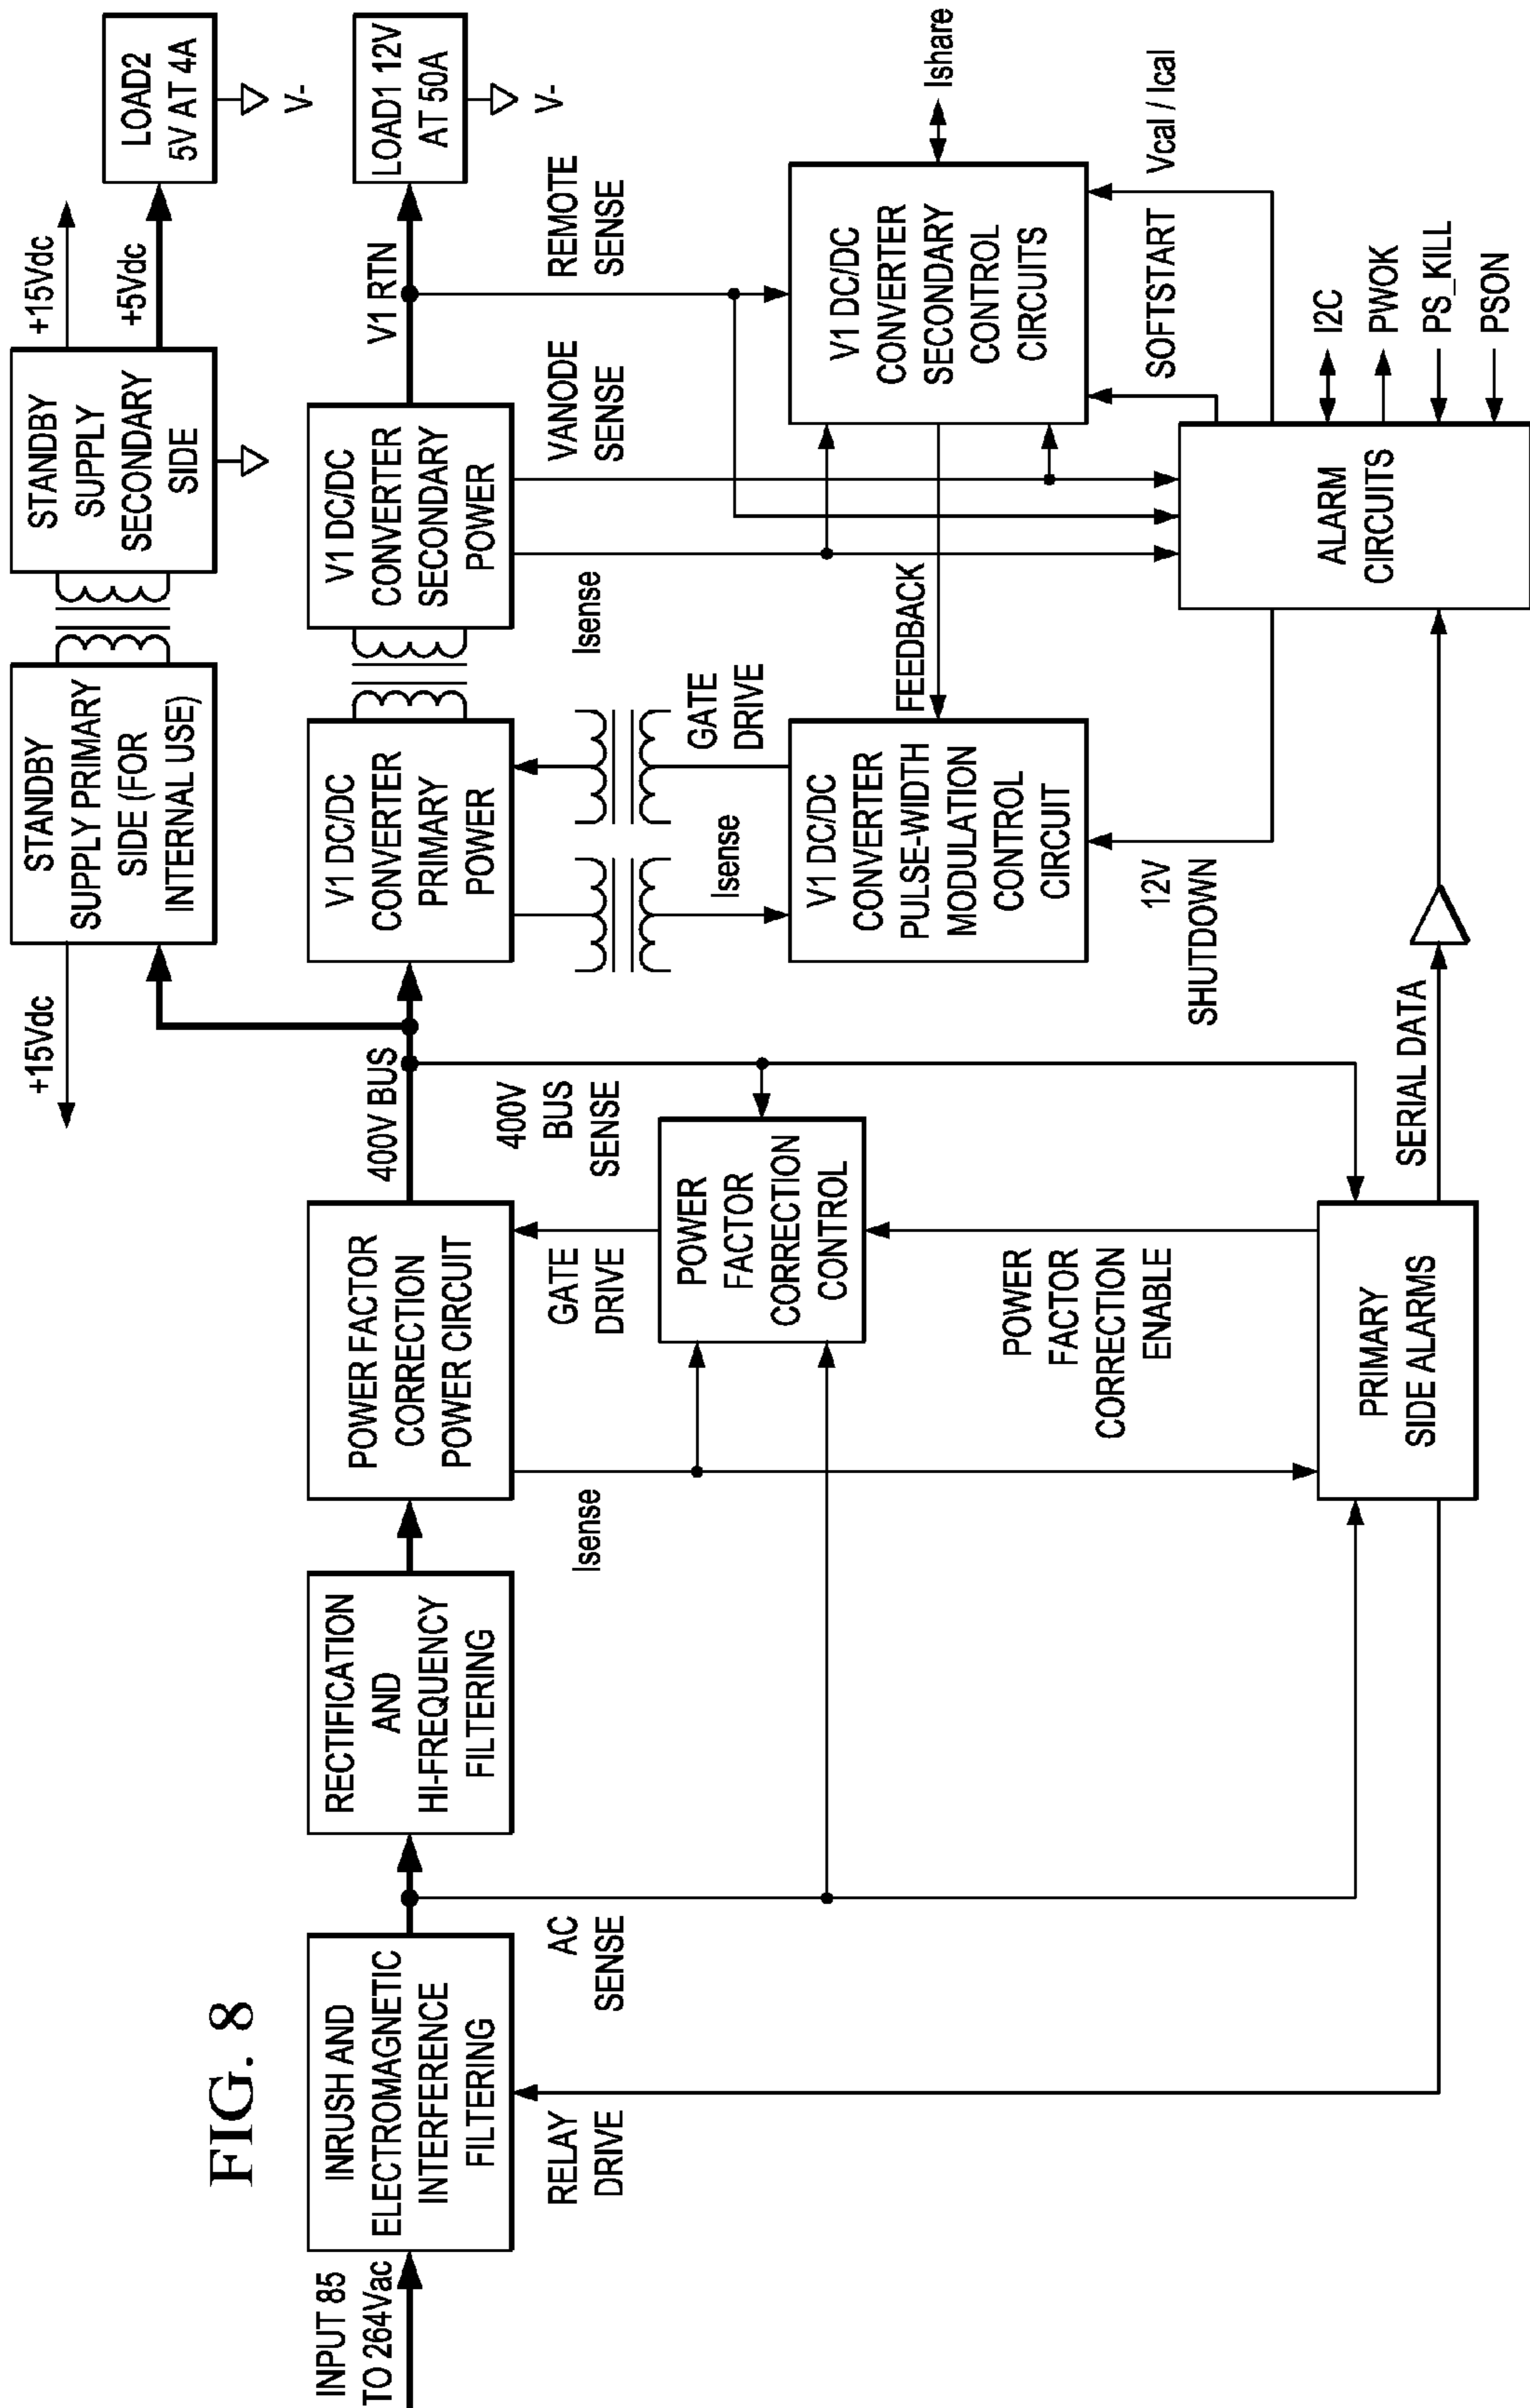 FIG. 8
INPUT 85
TO 264Vac
INRUSH AND
ELECTROMAGNETIC
INTERFERENCE
FILTERING
RELAY
DRIVE
AC
SENSE
RECTIFICATION
AND
HI-FREQUENCY
FILTERING
POWER FACTOR
CORRECTION
POWER CIRCUIT
Isense
GATE
DRIVE
400V BUS
400V
BUS
SENSE
POWER
FACTOR
CORRECTION
CONTROL
POWER
FACTOR
CORRECTION
ENABLE
PRIMARY
SIDE ALARMS
SERIAL DATA
+15Vdc
STANDBY
SUPPLY PRIMARY
SIDE (FOR
INTERNAL USE)
STANDBY
SUPPLY
SECONDARY
SIDE
+15Vdc
+5Vdc
LOAD2
5V AT 4A
V-
V1 DC/DC
CONVERTER
PRIMARY
POWER
V1 DC/DC
CONVERTER
SECONDARY
POWER
V1 RTN
LOAD1 12V
AT 50A
V-
Isense
GATE
DRIVE
Isense
VANODE
SENSE
REMOTE
SENSE
V1 DC/DC
CONVERTER
PULSE-WIDTH
MODULATION
CONTROL
CIRCUIT
FEEDBACK
V1 DC/DC
CONVERTER
SECONDARY
CONTROL
CIRCUITS
Ishare
12V
SHUTDOWN
SOFTSTART
Vcal / Ical
ALARM
CIRCUITS
I2C
PWOK
PS_KILL
PSON